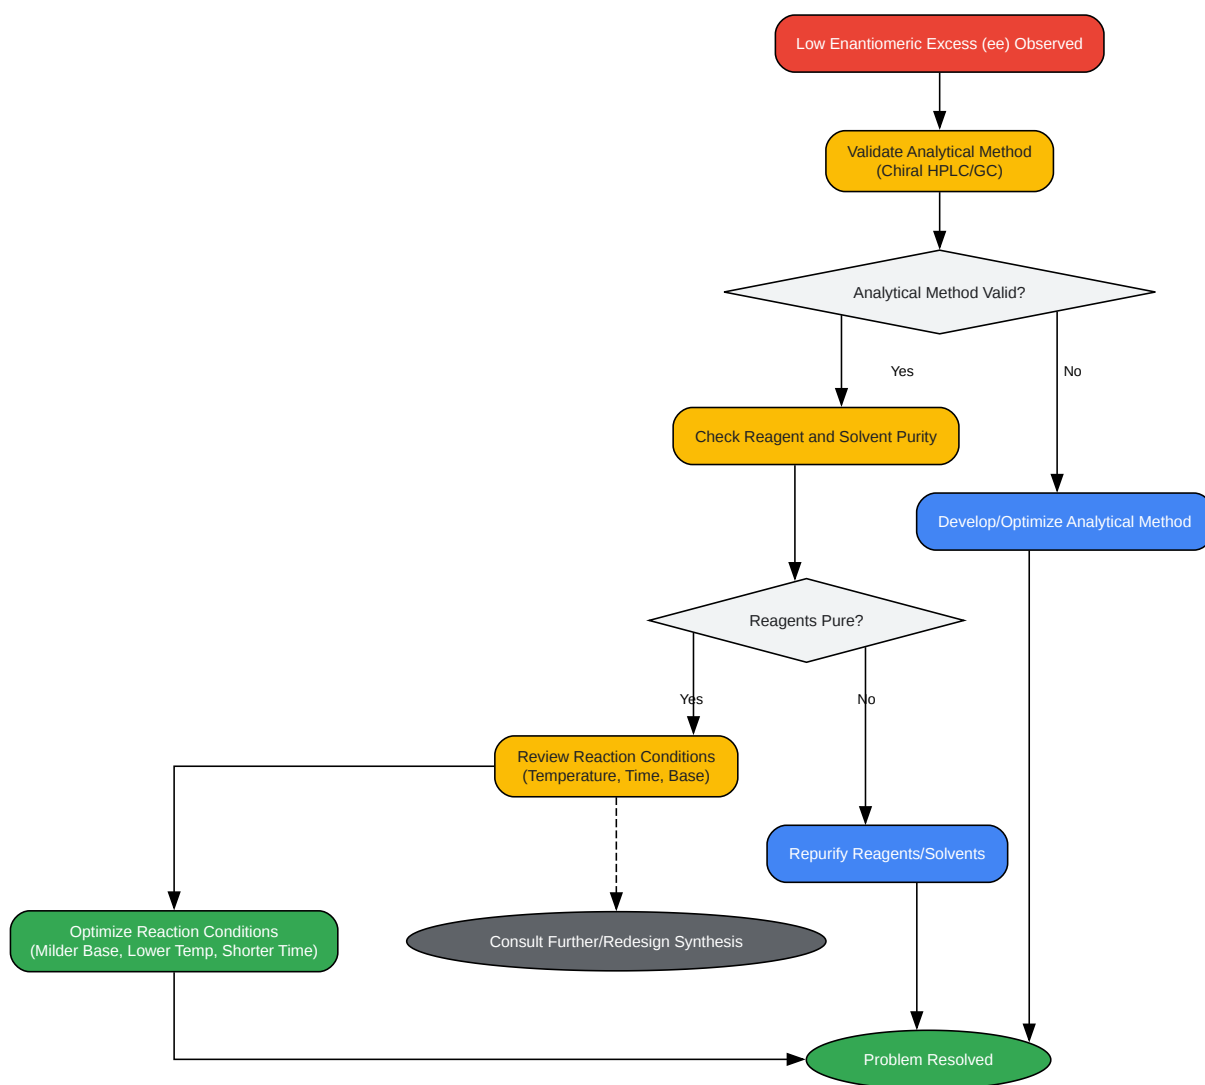 Low Enantiomeric Excess (ee) Observed
Validate Analytical Method
(Chiral HPLC/GC)
Analytical Method Valid?
Yes
No
Check Reagent and Solvent Purity
Develop/Optimize Analytical Method
Reagents Pure?
Yes
No
Review Reaction Conditions
(Temperature, Time, Base)
Repurify Reagents/Solvents
Optimize Reaction Conditions
(Milder Base, Lower Temp, Shorter Time)
Consult Further/Redesign Synthesis
Problem Resolved